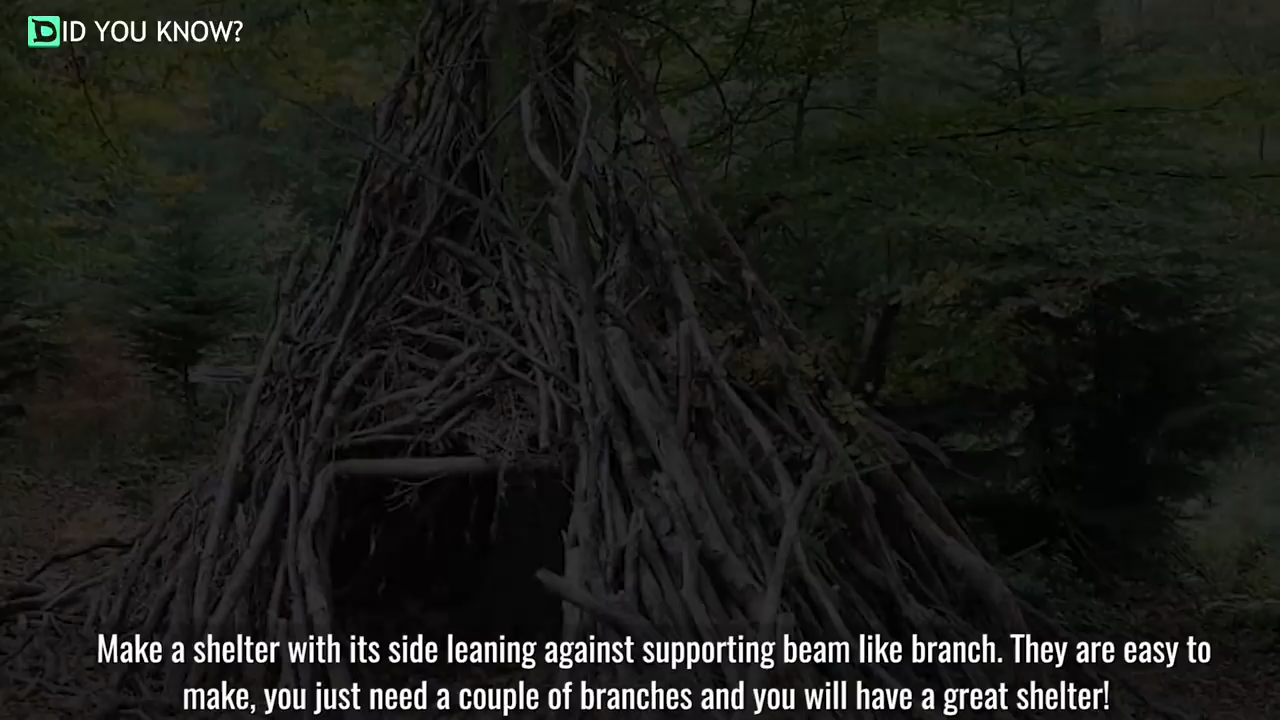 DID YOU KNOW?
Make a shelter with its side leaning against supporting beam like branch. They are easy to
make, you just need a couple of branches and you will have a great shelter!